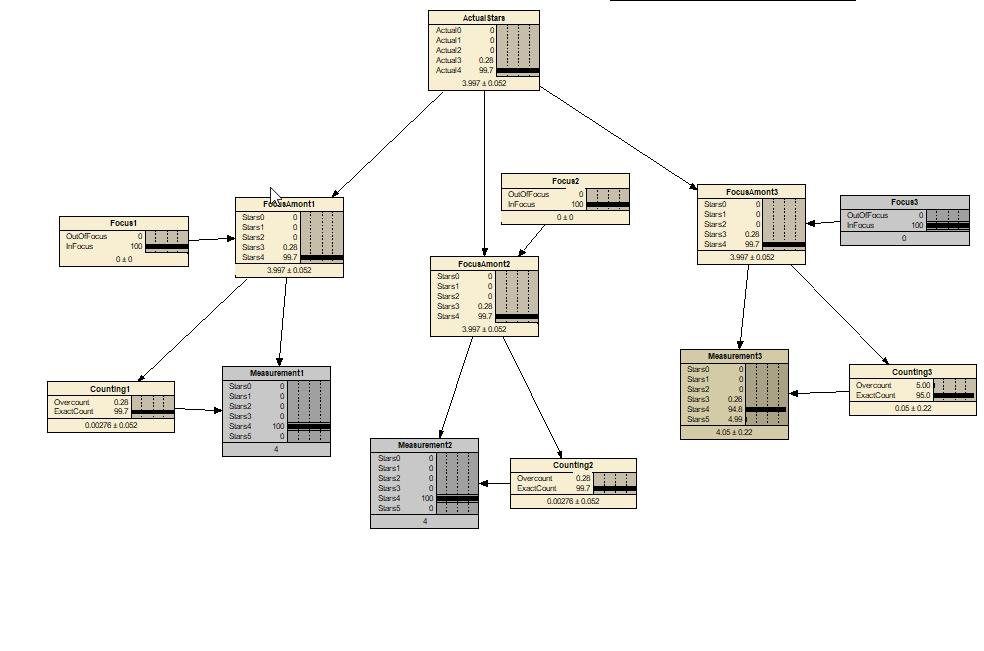 ActualStars
Actual0 0
Actual1 0
Actual2 0
Actual3 0.28
Actual4 99.7
3.997 ± 0.052
Focus2
OutOfFocus 0
InFocus 100
0 ± 0
FocusAmont3
Stars0 0
Stars1 0
Stars2 0
Stars3 0.28
Stars4 99.7
3.997 ± 0.052
Focus3
OutOfFocus 0
InFocus 100
0
FocusAmont1
Stars0 0
Stars1 0
Stars2 0
Stars3 0.28
Stars4 99.7
3.997 ± 0.052
Focus1
OutOfFocus 0
InFocus 100
0 ± 0
FocusAmont2
Stars0 0
Stars1 0
Stars2 0
Stars3 0.28
Stars4 99.7
3.997 ± 0.052
Measurement3
Stars0 0
Stars1 0
Stars2 0
Stars3 0.26
Stars4 94.8
Stars5 4.99
4.05 ± 0.22
Counting3
Overcount 5.00
ExactCount 95.0
0.05 ± 0.22
Measurement1
Stars0 0
Stars1 0
Stars2 0
Stars3 0
Stars4 100
Stars5 0
4
Counting1
Overcount 0.28
ExactCount 99.7
0.00276 ± 0.052
Measurement2
Stars0 0
Stars1 0
Stars2 0
Stars3 0
Stars4 100
Stars5 0
4
Counting2
Overcount 0.28
ExactCount 99.7
0.00276 ± 0.052